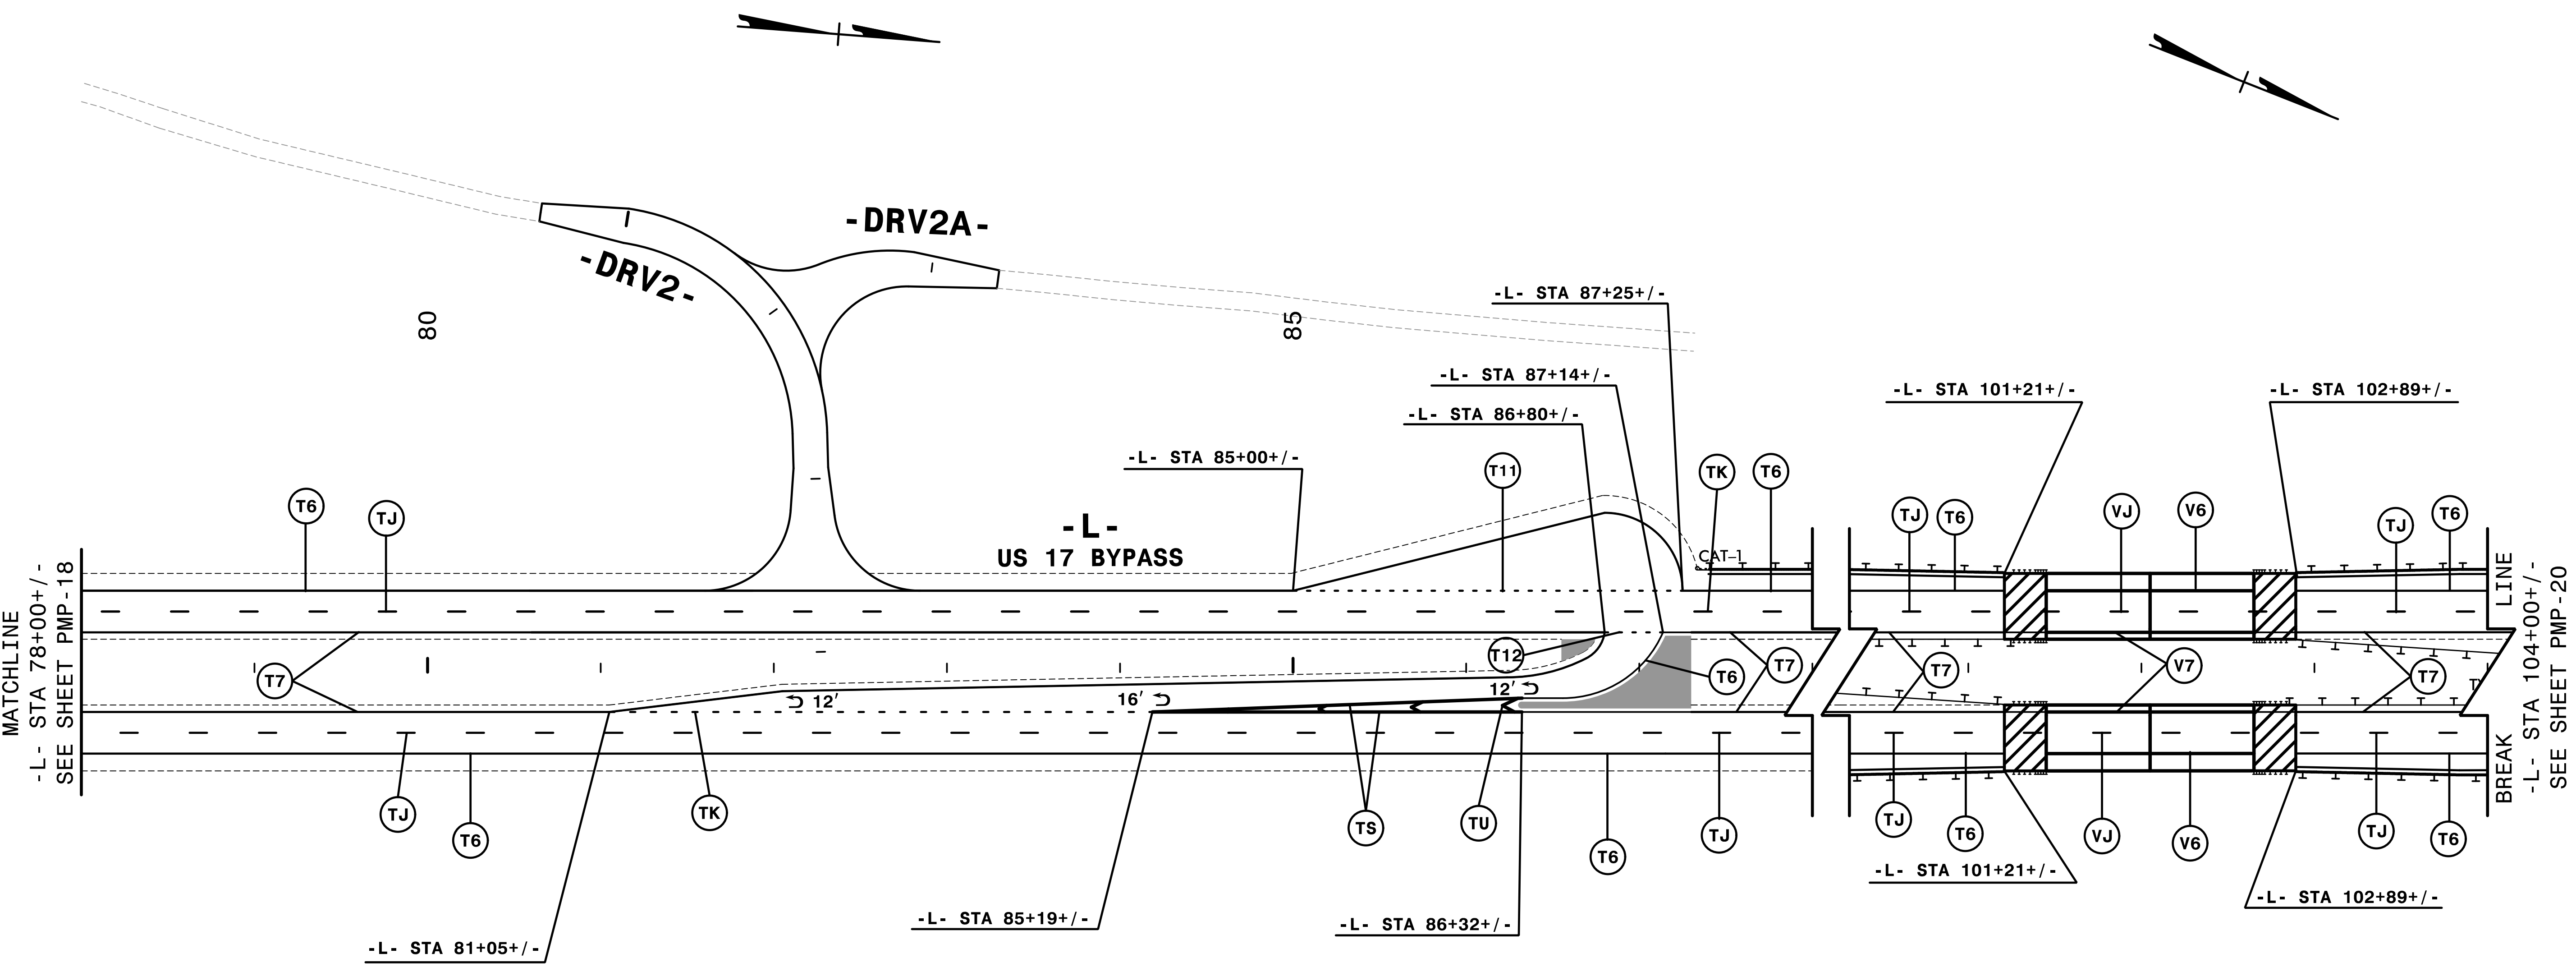 -DRV2A-
-DRV2-
80
85
-L- STA 87+25+/-
-L- STA 87+14+/-
-L- STA 86+80+/-
-L- STA 85+00+/-
-L- STA 101+21+/-
-L- STA 102+89+/-
T6
TJ
T11
TK
T6
TJ
T6
VJ
V6
TJ
T6
-L-
US 17 BYPASS
CAT-1
MATCHLINE
-L- STA 78+00+/-
SEE SHEET PMP-18
T7
12'
16'
12'
T12
T6
T7
T7
V7
T7
BREAK LINE
-L- STA 104+00+/-
SEE SHEET PMP-20
TJ
T6
TK
TS
TU
T6
TJ
TJ
T6
VJ
V6
TJ
T6
-L- STA 81+05+/-
-L- STA 85+19+/-
-L- STA 86+32+/-
-L- STA 101+21+/-
-L- STA 102+89+/-